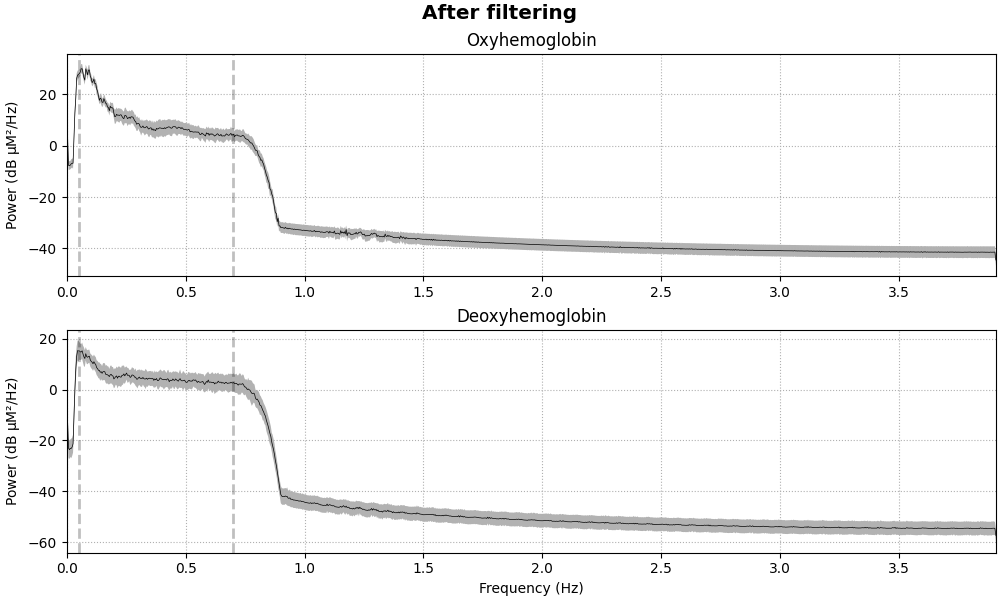 After filtering
Oxyhemoglobin
Power (dB µM²/Hz)
20
0
−20
−40
0.0 0.5 1.0 1.5 2.0 2.5 3.0 3.5
Deoxyhemoglobin
Power (dB µM²/Hz)
20
0
−20
−40
−60
0.0 0.5 1.0 1.5 2.0 2.5 3.0 3.5
Frequency (Hz)